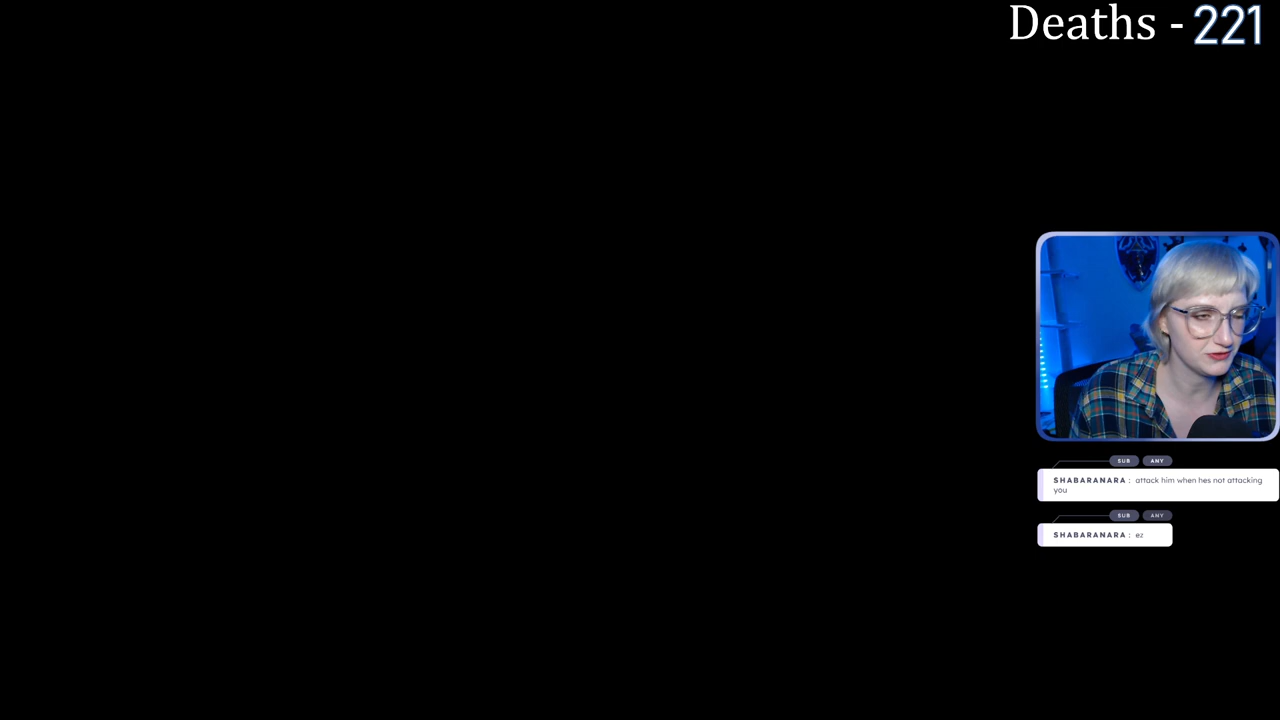 Deaths - 221
SUB ANY
SHABARANARA : attack him when hes not attacking
you
SUB ANY
SHABARANARA : ez